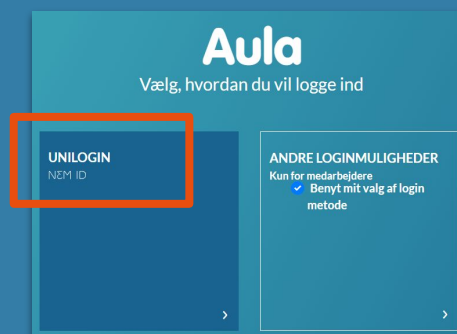 Aula
Vælg, hvordan du vil logge ind
UNILOGIN
NΣM ID
ANDRE LOGINMULIGHEDER
Kun for medarbejdere
Benyt mit valg af login
metode